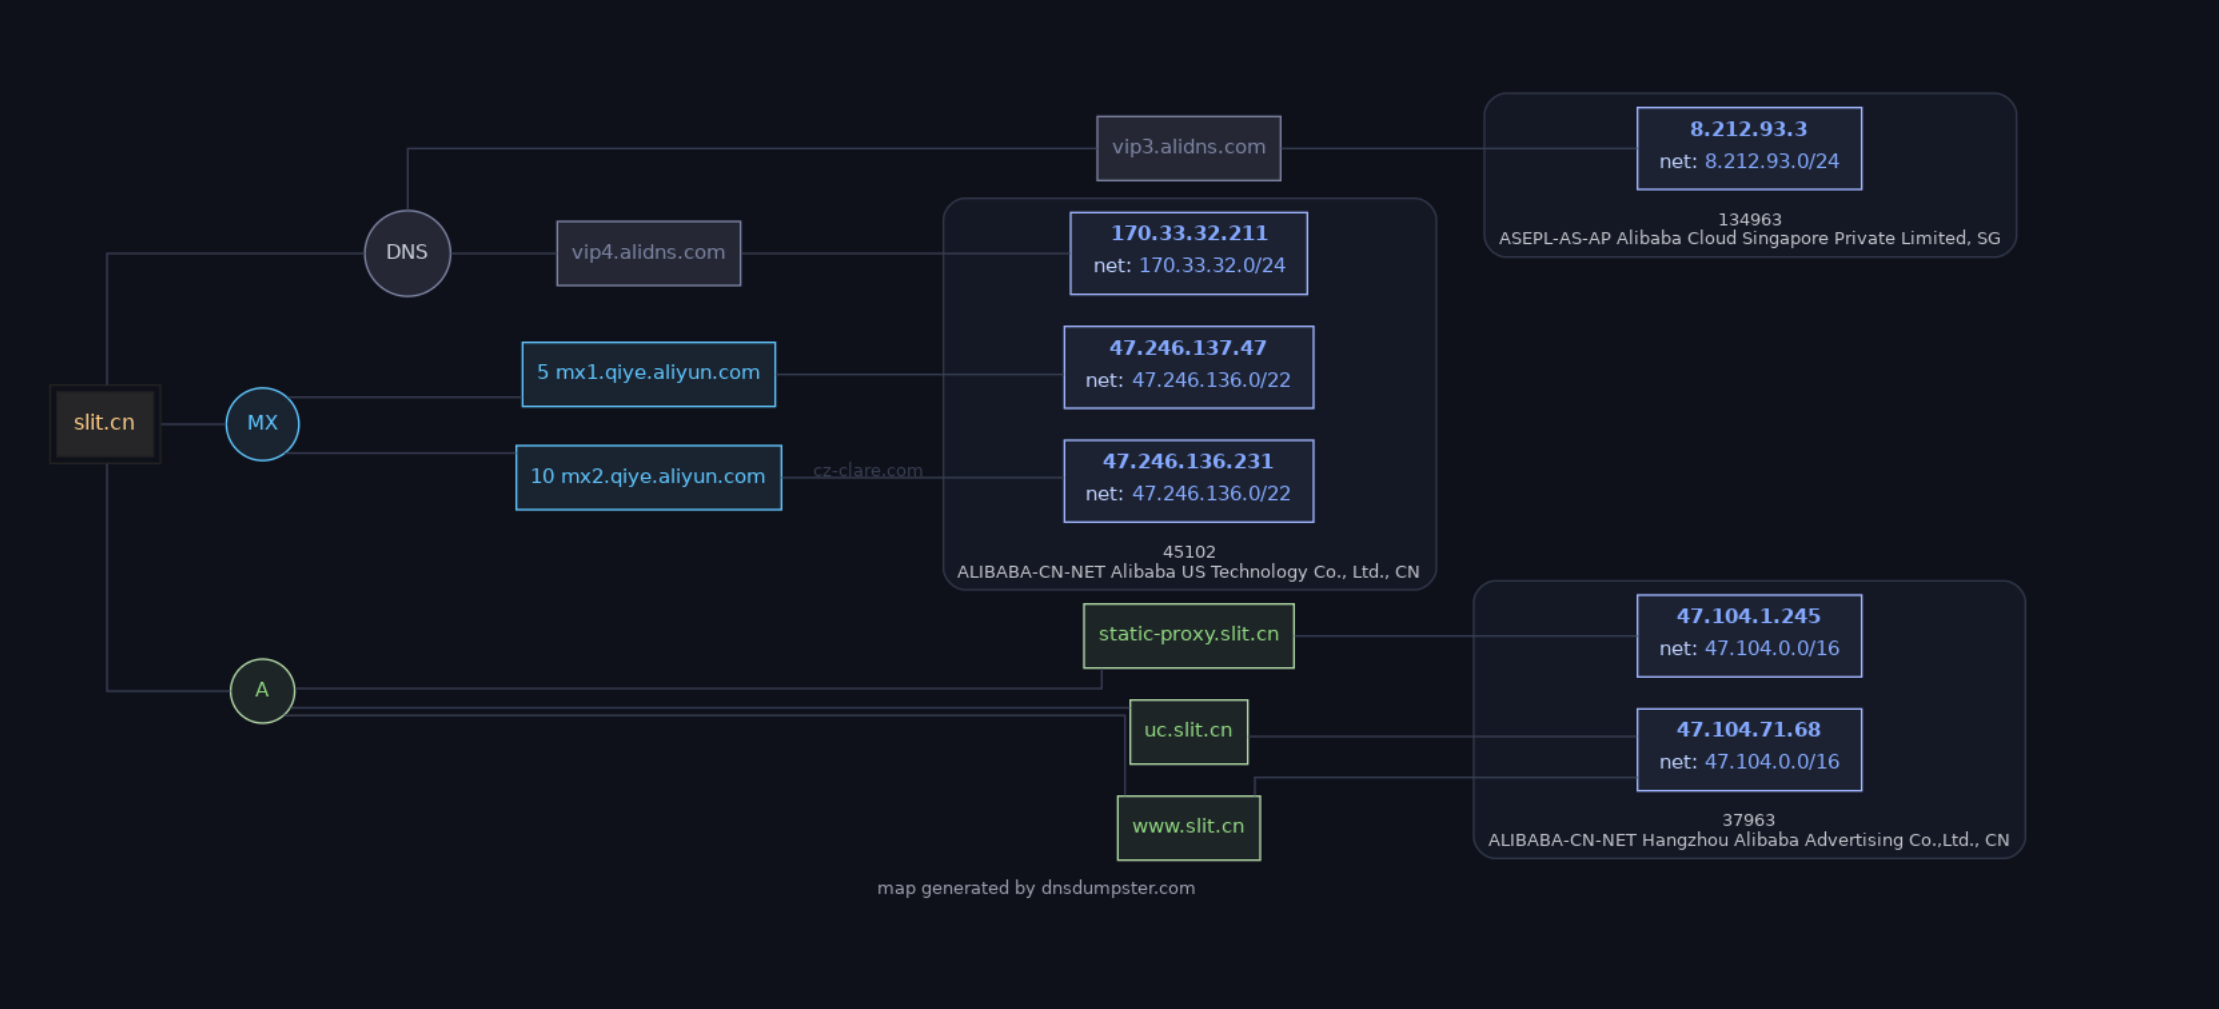 vip3.alidns.com
8.212.93.3
net: 8.212.93.0/24
134963
ASEPL-AS-AP Alibaba Cloud Singapore Private Limited, SG
DNS
vip4.alidns.com
170.33.32.211
net: 170.33.32.0/24
slit.cn
MX
5 mx1.qiye.aliyun.com
47.246.137.47
net: 47.246.136.0/22
10 mx2.qiye.aliyun.com
cz-clare.com
47.246.136.231
net: 47.246.136.0/22
45102
ALIBABA-CN-NET Alibaba US Technology Co., Ltd., CN
A
static-proxy.slit.cn
47.104.1.245
net: 47.104.0.0/16
uc.slit.cn
47.104.71.68
net: 47.104.0.0/16
www.slit.cn
37963
ALIBABA-CN-NET Hangzhou Alibaba Advertising Co.,Ltd., CN
map generated by dnsdumpster.com